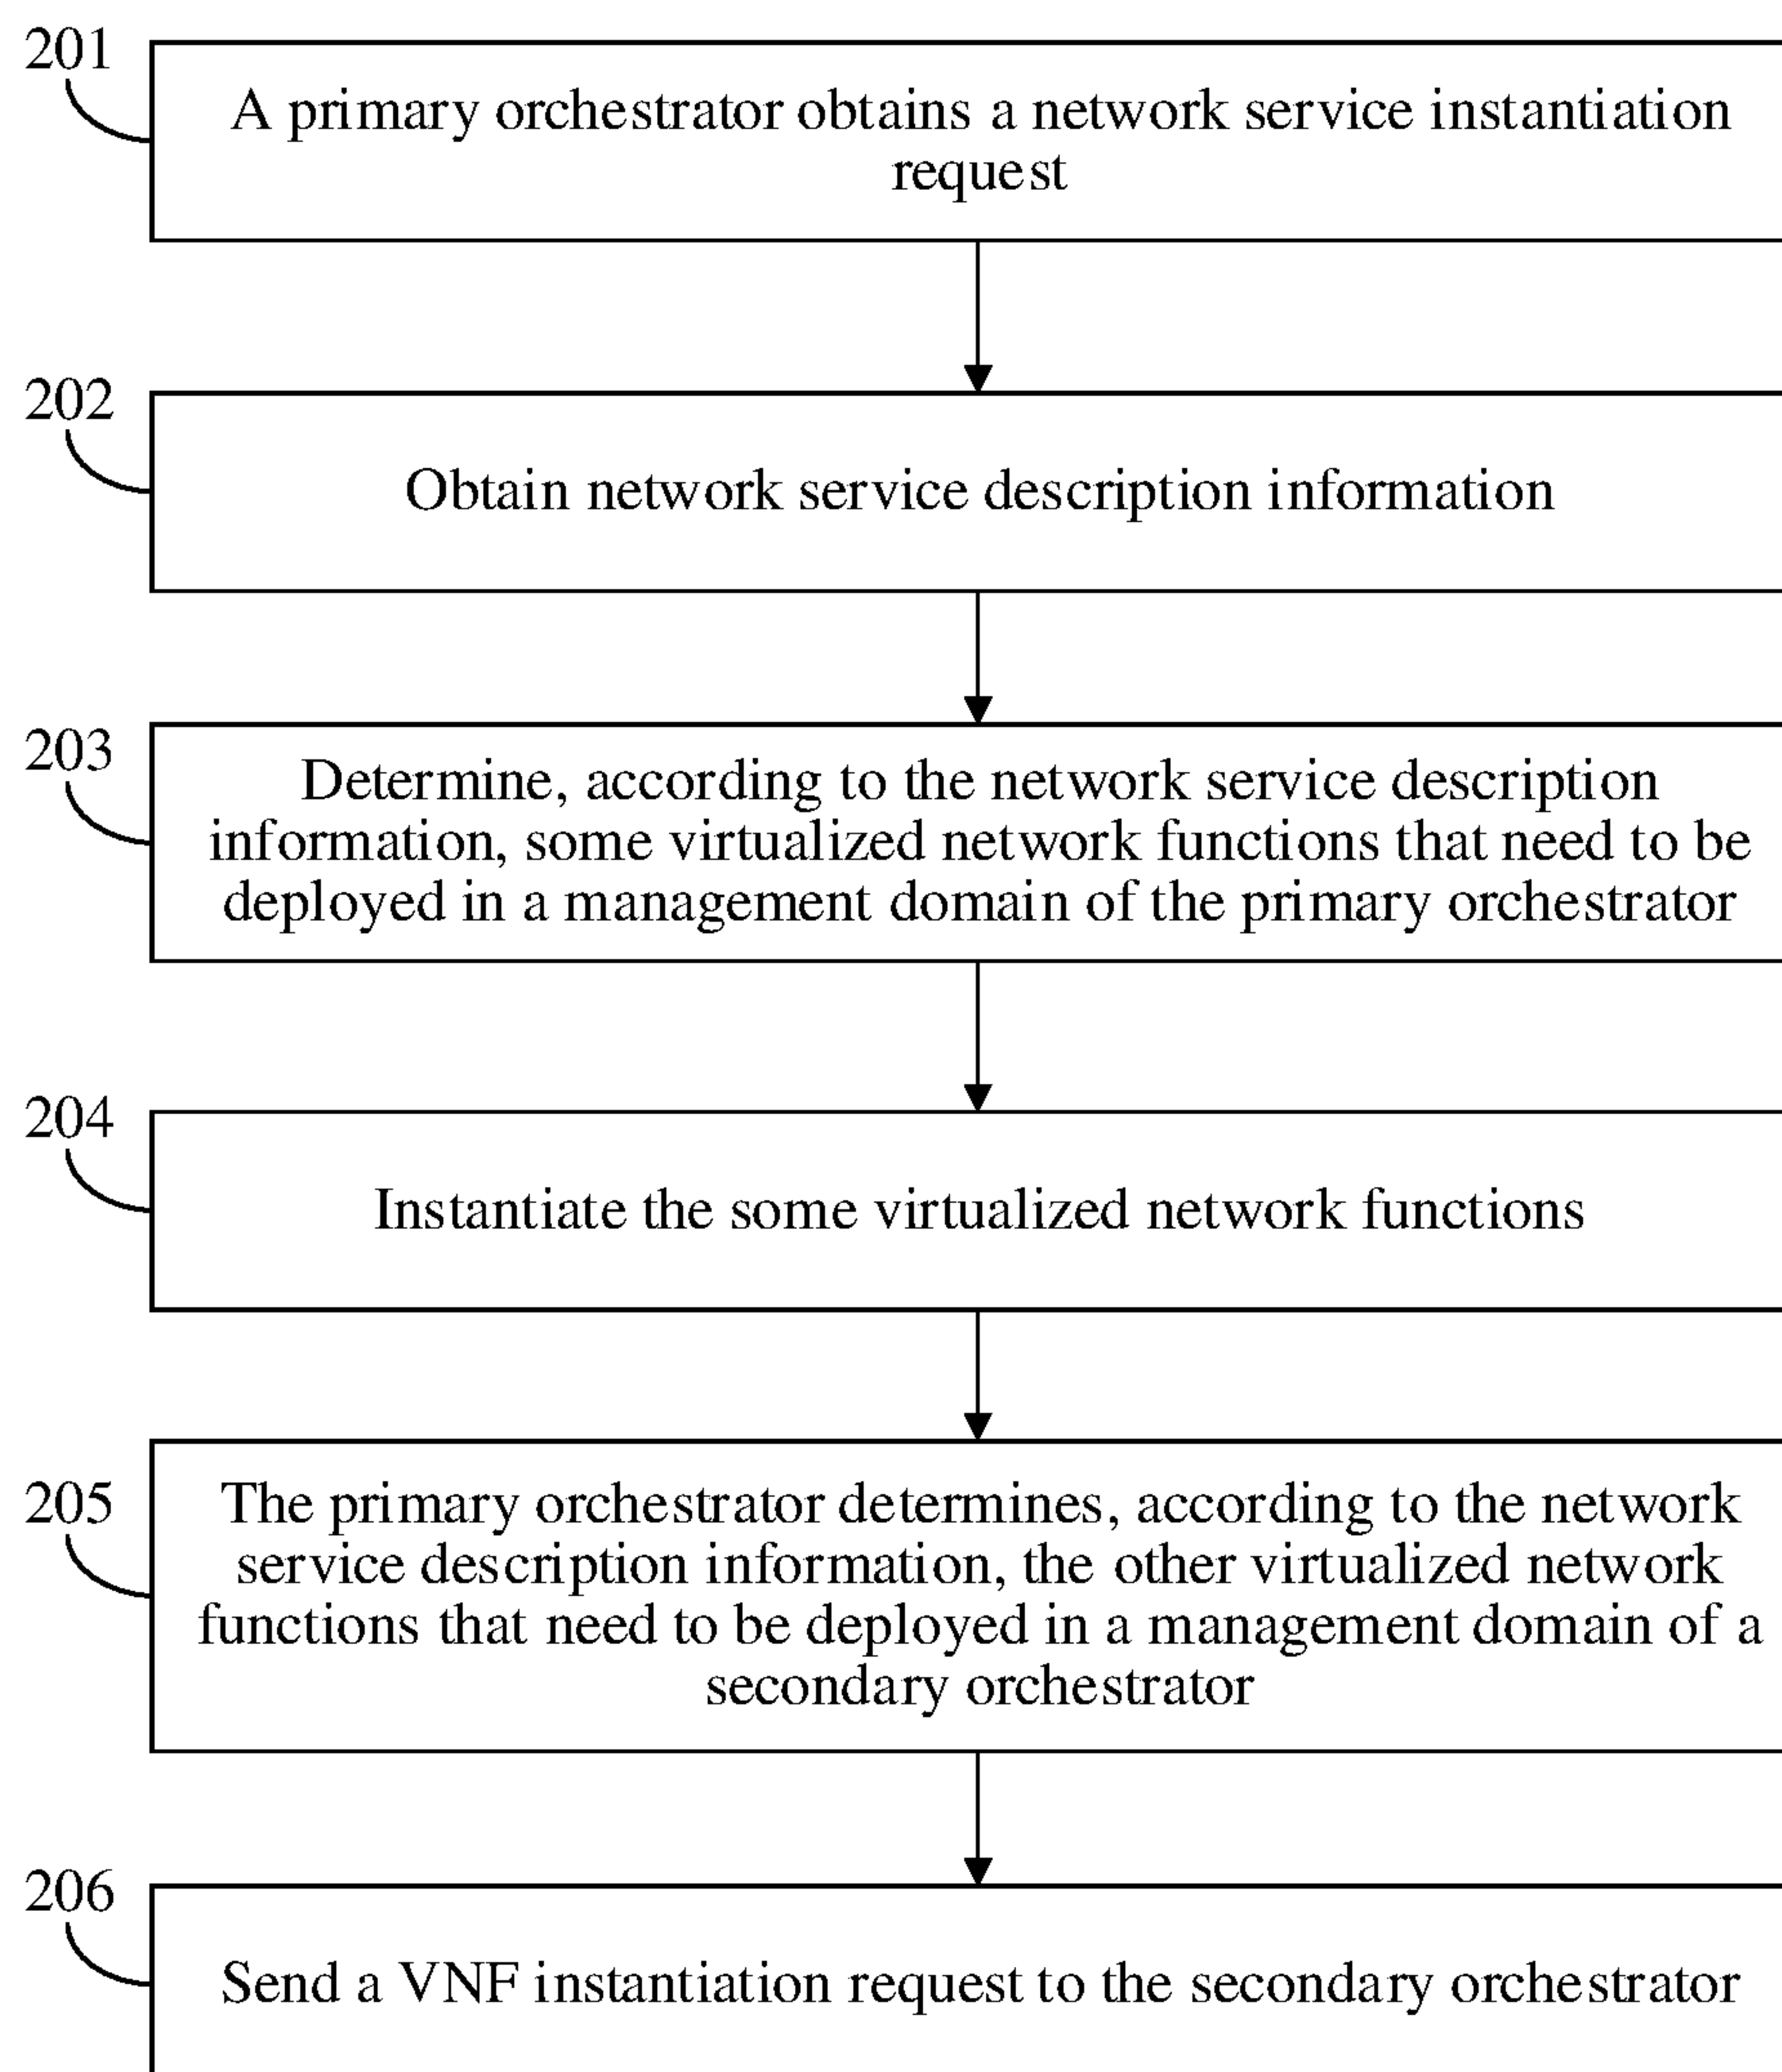 201
A primary orchestrator obtains a network service instantiation
request
202
Obtain network service description information
203
Determine, according to the network service description
information, some virtualized network functions that need to be
deployed in a management domain of the primary orchestrator
204
Instantiate the some virtualized network functions
205
The primary orchestrator determines, according to the network
service description information, the other virtualized network
functions that need to be deployed in a management domain of a
secondary orchestrator
206
Send a VNF instantiation request to the secondary orchestrator